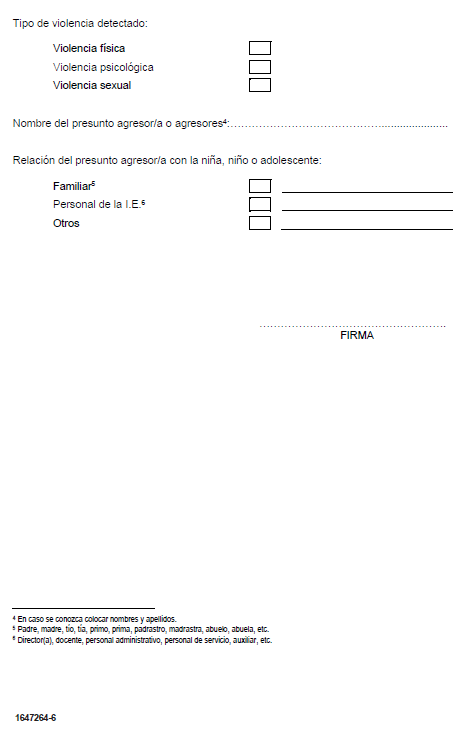 Tipo de violencia detectado:
Violencia física
Violencia psicológica
Violencia sexual
Nombre del presunto agresor/a o agresores⁴:……………………………………......................
Relación del presunto agresor/a con la niña, niño o adolescente:
Familiar⁵
Personal de la I.E.⁶
Otros
…………………………………………….
FIRMA
⁴ En caso se conozca colocar nombres y apellidos.
⁵ Padre, madre, tío, tía, primo, prima, padrastro, madrastra, abuelo, abuela, etc.
⁶ Director(a), docente, personal administrativo, personal de servicio, auxiliar, etc.
1647264-6